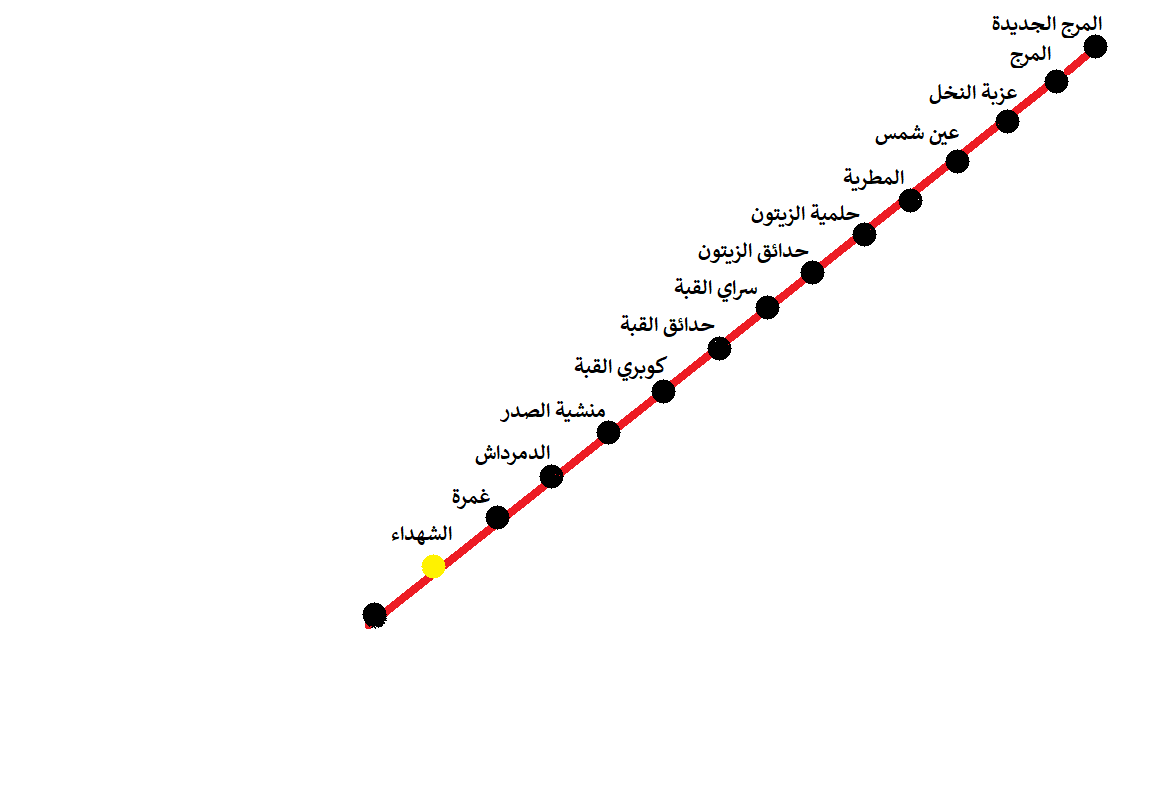 المرج الجديدة
المرج
عزبة النخل
عين شمس
المطرية
حلمية الزيتون
حدائق الزيتون
سراي القبة
حدائق القبة
كوبري القبة
منشية الصدر
الدمرداش
غمرة
الشهداء